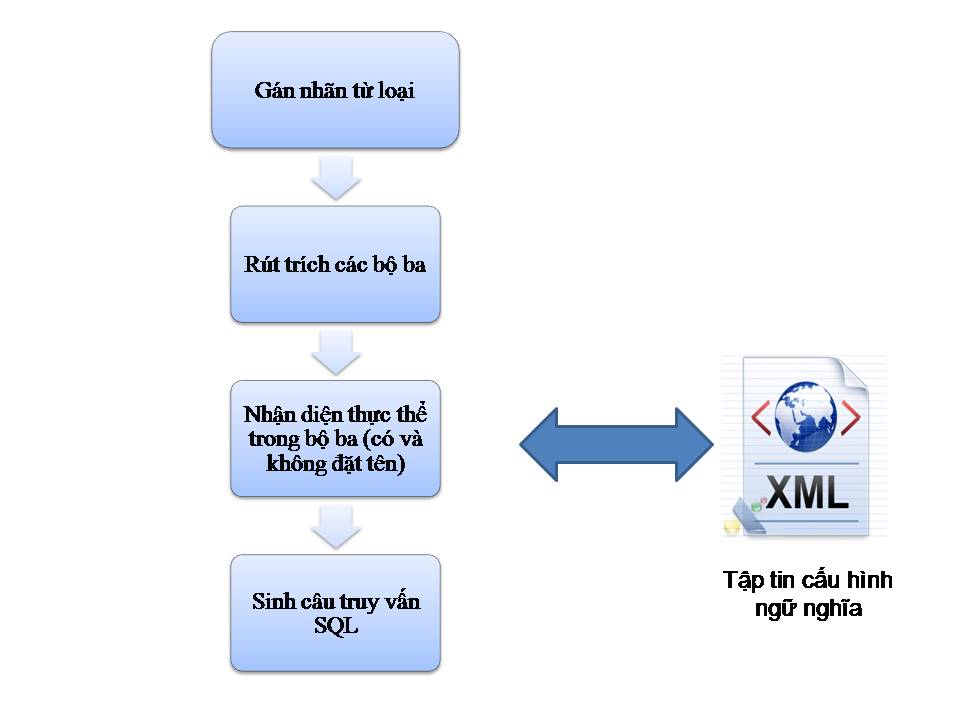 Gán nhãn từ loại
Rút trích các bộ ba
Nhận diện thực thể
trong bộ ba (có và
không đặt tên)
Sinh câu truy vấn
SQL
XML
Tập tin cấu hình
ngữ nghĩa